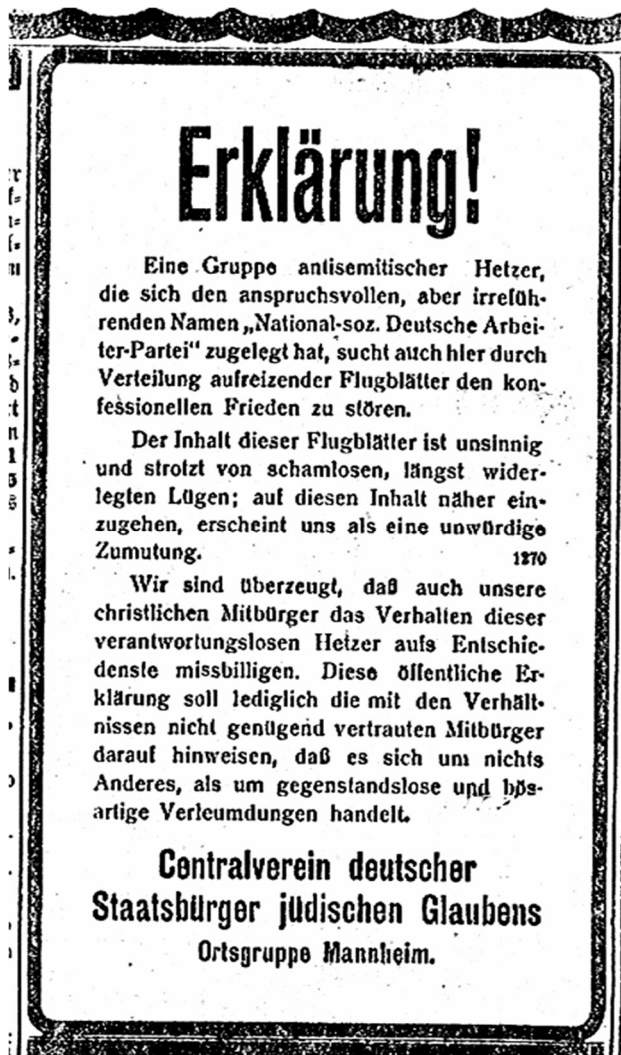 Erklärung!
Eine Gruppe antisemitischer Hetzer,
die sich den anspruchsvollen, aber irrefüh-
renden Namen „National-soz. Deutsche Arbei-
ter-Partei" zugelegt hat, sucht auch hier durch
Verteilung aufreizender Flugblätter den kon-
fessionellen Frieden zu stören.
Der Inhalt dieser Flugblätter ist unsinnig
und strotzt von schamlosen, längst wider-
legten Lügen; auf diesen Inhalt näher ein-
zugehen, erscheint uns als eine unwürdige
Zumutung. 1270
Wir sind überzeugt, daß auch unsere
christlichen Mitbürger das Verhalten dieser
verantwortungslosen Hetzer aufs Entschie-
denste missbilligen. Diese öffentliche Er-
klärung soll lediglich die mit den Verhält-
nissen nicht genügend vertrauten Mitbürger
darauf hinweisen, daß es sich um nichts
Anderes, als um gegenstandslose und bös-
artige Verleumdungen handelt.
Centralverein deutscher
Staatsbürger jüdischen Glaubens
Ortsgruppe Mannheim.